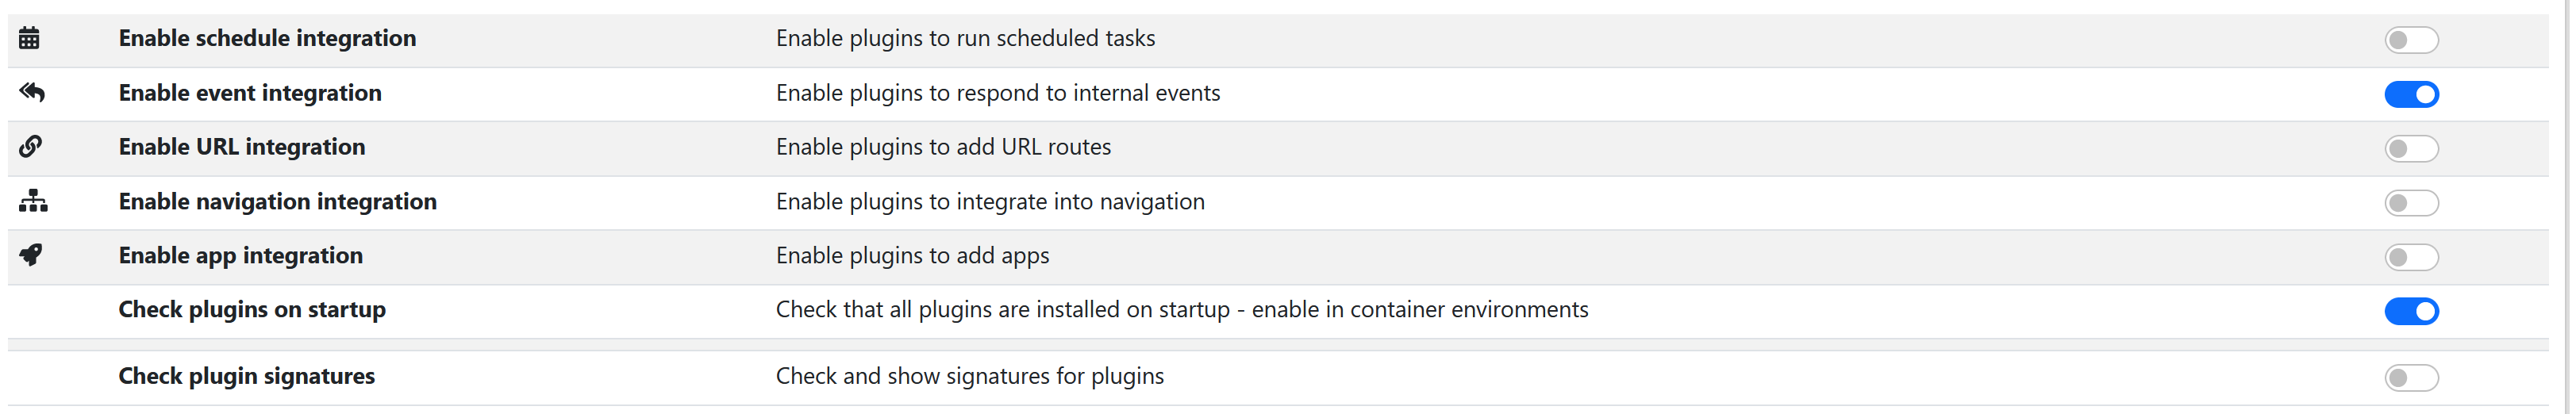 Enable schedule integration Enable plugins to run scheduled tasks
Enable event integration Enable plugins to respond to internal events
Enable URL integration Enable plugins to add URL routes
Enable navigation integration Enable plugins to integrate into navigation
Enable app integration Enable plugins to add apps
Check plugins on startup Check that all plugins are installed on startup - enable in container environments
Check plugin signatures Check and show signatures for plugins